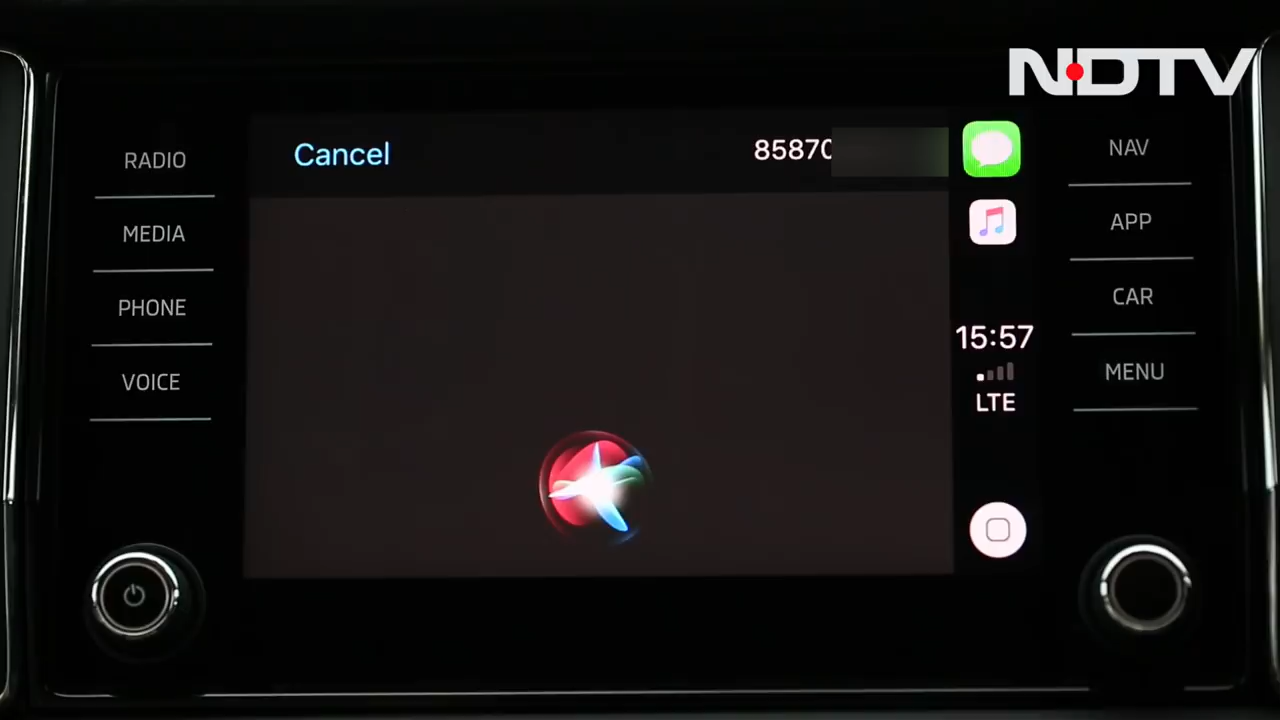 NDTV
RADIO
MEDIA
PHONE
VOICE
Cancel
85870
15:57
LTE
NAV
APP
CAR
MENU